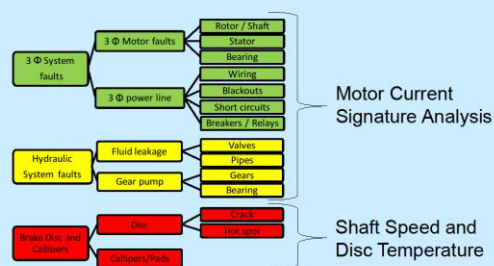 3 Φ System
faults
3 Φ Motor faults
Rotor / Shaft
Stator
Bearing
3 Φ power line
Wiring
Blackouts
Short circuits
Breakers / Relays
Hydraulic
System faults
Fluid leakage
Valves
Pipes
Gear pump
Gears
Bearing
Brake Disc and
Callipers
Disc
Crack
Hot spot
Callipers/Pads
Motor Current
Signature Analysis
Shaft Speed and
Disc Temperature